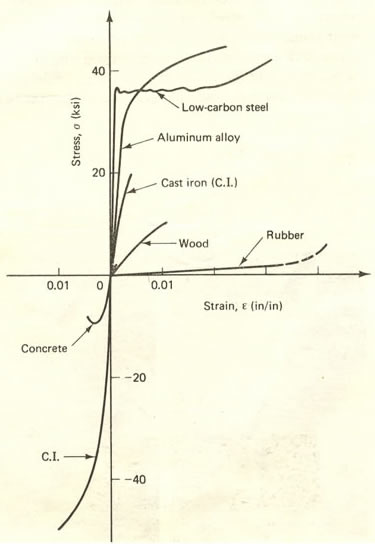 40
Stress, σ (ksi)
Low-carbon steel
Aluminum alloy
20
Cast iron (C.I.)
Wood
Rubber
0.01
0
0.01
Strain, ε (in/in)
Concrete
-20
C.I.
-40